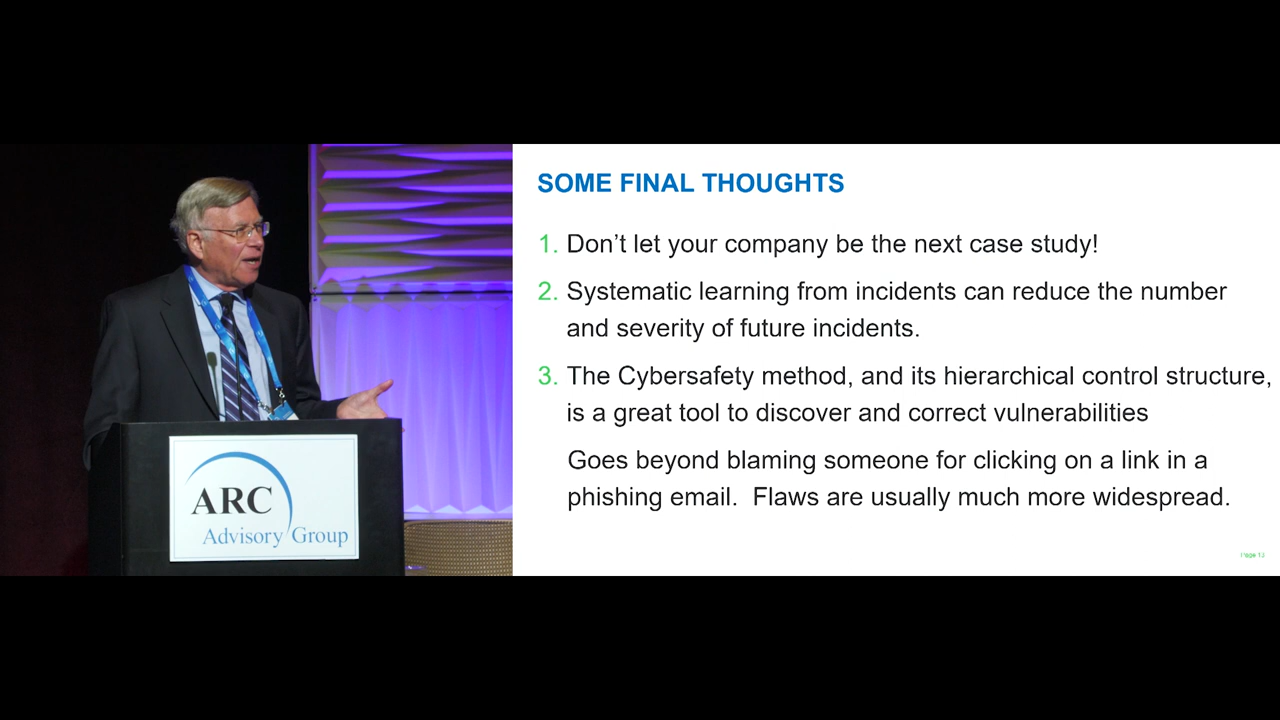 SOME FINAL THOUGHTS
1. Don’t let your company be the next case study!
2. Systematic learning from incidents can reduce the number
and severity of future incidents.
3. The Cybersafety method, and its hierarchical control structure,
is a great tool to discover and correct vulnerabilities
Goes beyond blaming someone for clicking on a link in a
phishing email.  Flaws are usually much more widespread.
Page 13
ARC
Advisory Group